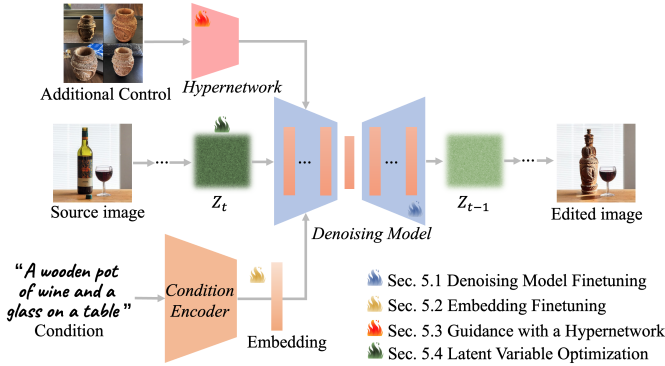 Hypernetwork
Additional Control
...
...
...
...
Source image
Z_t
Denoising Model
Z_{t-1}
Edited image
“ A wooden pot
of wine and a
glass on a table ”
Condition
Condition
Encoder
Embedding
Sec. 5.1 Denoising Model Finetuning
Sec. 5.2 Embedding Finetuning
Sec. 5.3 Guidance with a Hypernetwork
Sec. 5.4 Latent Variable Optimization